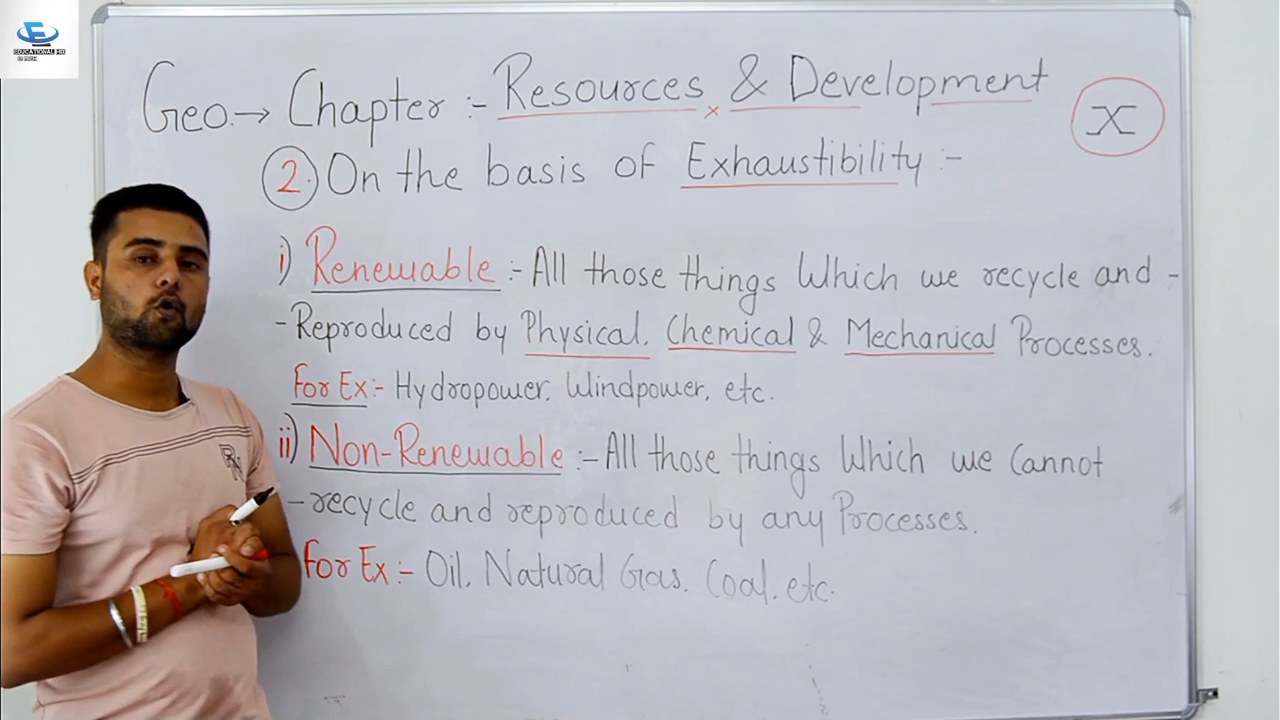 Geo.→ Chapter :- Resources & Development
X
2. On the basis of Exhaustibility :-
i) Renewable :- All those things Which we recycle and -
- Reproduced by Physical, Chemical & Mechanical Processes.
For Ex:- Hydropower, Windpower, etc.
ii) Non-Renewable :- All those things Which we Cannot
- recycle and reproduced by any Processes.
For Ex:- Oil, Natural Gas, Coal, etc.